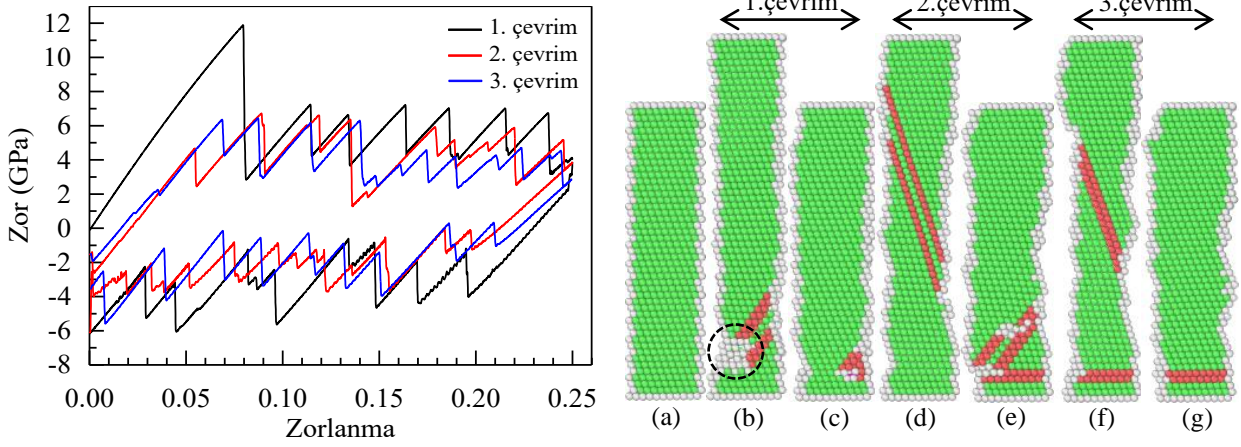 1.çevrim 2.çevrim 3.çevrim
12
10
8
6
4
2
0
-2
-4
-6
-8
Zor (GPa)
1. çevrim
2. çevrim
3. çevrim
0.00 0.05 0.10 0.15 0.20 0.25
Zorlanma
(a) (b) (c) (d) (e) (f) (g)